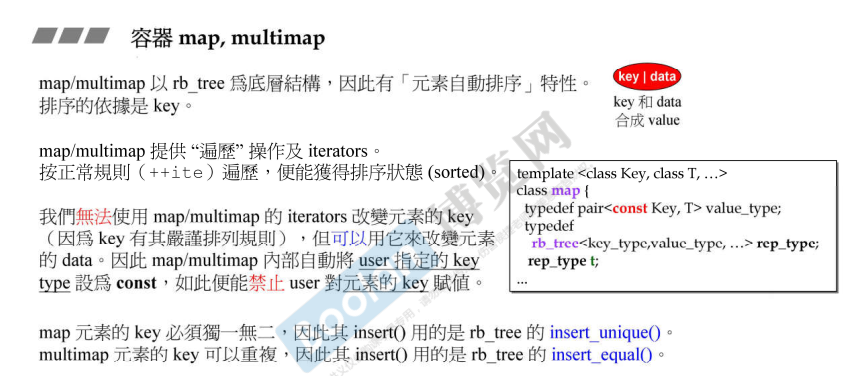 容器 map, multimap
map/multimap 以 rb_tree 爲底層結構，因此有「元素自動排序」特性。
排序的依據是 key。
key | data
key 和 data
合成 value
map/multimap 提供 “遍歷” 操作及 iterators。
按正常規則（++ite）遍歷，便能獲得排序狀態 (sorted)。
我們無法使用 map/multimap 的 iterators 改變元素的 key
（因爲 key 有其嚴謹排列規則），但可以用它來改變元素
的 data。因此 map/multimap 內部自動將 user 指定的 key
type 設爲 const，如此便能禁止 user 對元素的 key 賦值。
template <class Key, class T, …>
class map {
typedef pair<const Key, T> value_type;
typedef
rb_tree<key_type,value_type, …> rep_type;
rep_type t;
...
map 元素的 key 必須獨一無二，因此其 insert() 用的是 rb_tree 的 insert_unique()。
multimap 元素的 key 可以重複，因此其 insert() 用的是 rb_tree 的 insert_equal()。
博览网